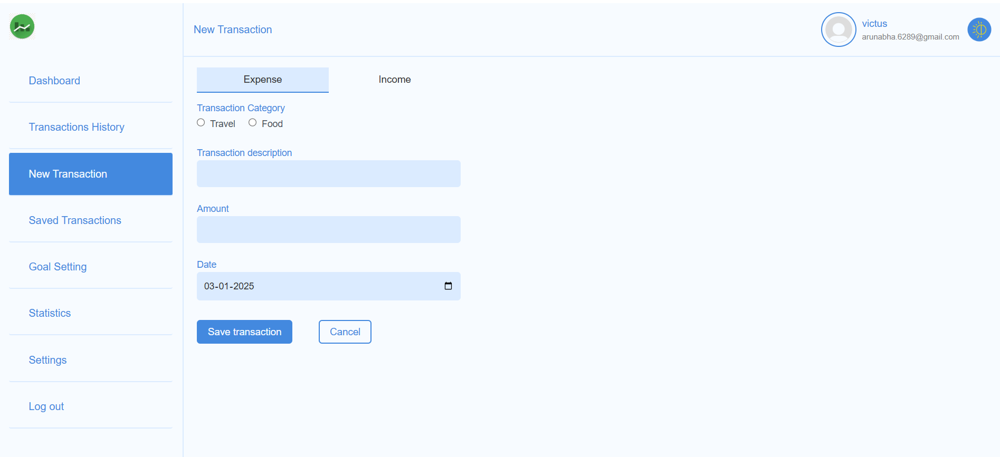 New Transaction
victus
arunabha.6289@gmail.com
Dashboard
Transactions History
New Transaction
Saved Transactions
Goal Setting
Statistics
Settings
Log out
Expense Income
Transaction Category
Travel Food
Transaction description
Amount
Date
03-01-2025
Save transaction Cancel